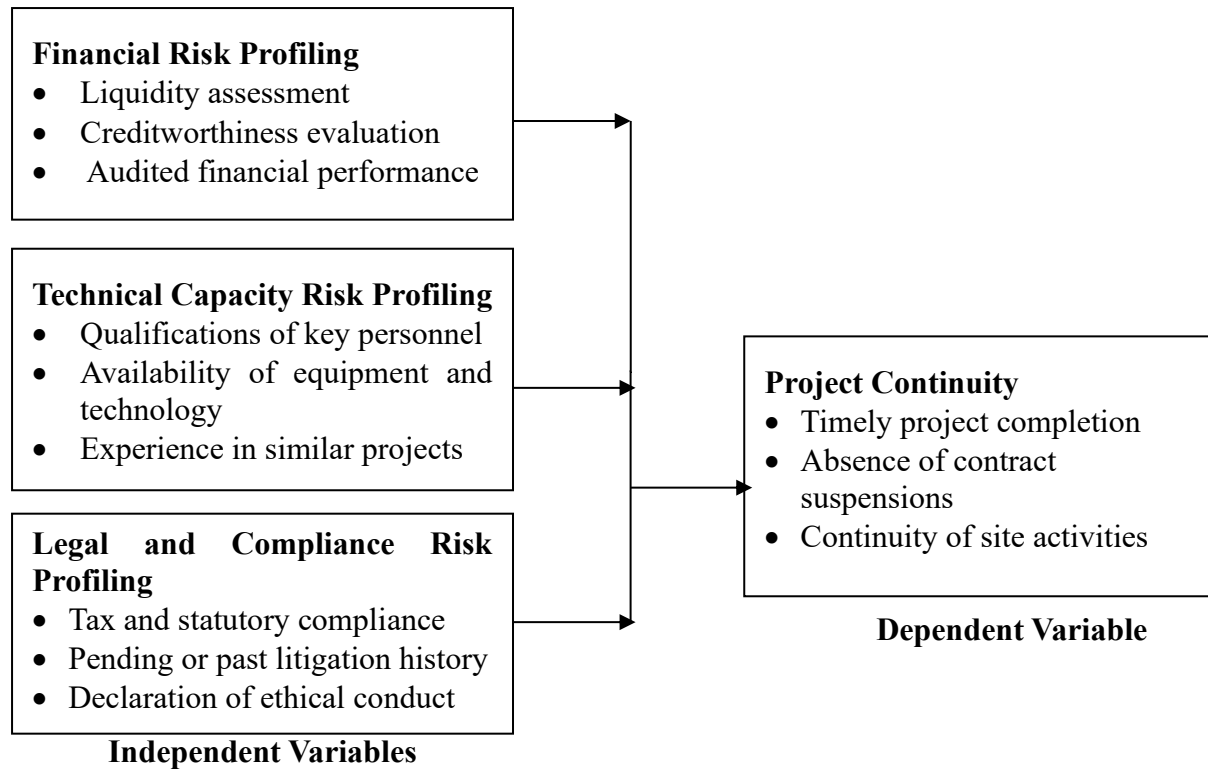 Financial Risk Profiling
• Liquidity assessment
• Creditworthiness evaluation
• Audited financial performance
Technical Capacity Risk Profiling
• Qualifications of key personnel
• Availability of equipment and
technology
• Experience in similar projects
Legal and Compliance Risk
Profiling
• Tax and statutory compliance
• Pending or past litigation history
• Declaration of ethical conduct
Independent Variables
Project Continuity
• Timely project completion
• Absence of contract
suspensions
• Continuity of site activities
Dependent Variable